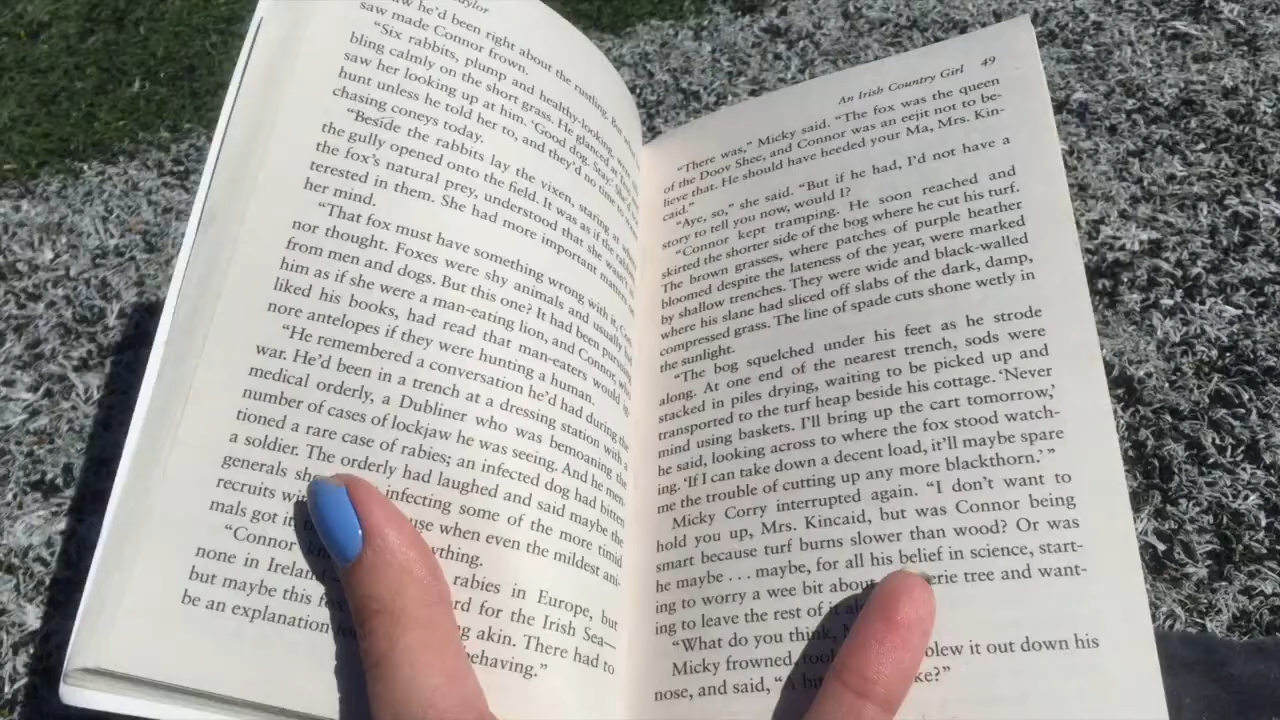 aylor
w he'd been right about the rustling. But
saw made Connor frown.
"Six rabbits, plump and healthy-looking, were
bling calmly on the short grass. He glanced at
saw her looking up at him. 'Good dog. Stay.' She'd
hunt unless he told her to, and they'd no time to
chasing coneys today.
"Beside the rabbits lay the vixen, staring at
the gully opened onto the field. It was as if the rabbits,
the fox's natural prey, understood that she wasn't in-
terested in them. She had more important matters
her mind.
"That fox must have something wrong with it, Con-
nor thought. Foxes were shy animals and usually hid
from men and dogs. But this one? It had been pursuing
him as if she were a man-eating lion, and Connor, who
liked his books, had read that man-eaters would ig-
nore antelopes if they were hunting a human.
"He remembered a conversation he'd had during the
war. He'd been in a trench at a dressing station with a
medical orderly, a Dubliner who was bemoaning the
number of cases of lockjaw he was seeing. And he men-
tioned a rare case of rabies; an infected dog had bitten
a soldier. The orderly had laughed and said maybe the
generals sh infecting some of the more timid
recruits wi use when even the mildest ani-
mals got it, ything.
"Connor rabies in Europe, but
none in Ireland, rd for the Irish Sea—
but maybe this fox g akin. There had to
be an explanation behaving."
An Irish Country Girl 49
"There was," Micky said. "The fox was the queen
of the Doov Shee, and Connor was an eejit not to be-
lieve that. He should have heeded your Ma, Mrs. Kin-
caid."
"Aye, so," she said. "But if he had, I'd not have a
story to tell you now, would I?
"Connor kept tramping. He soon reached and
skirted the shorter side of the bog where he cut his turf.
The brown grasses, where patches of purple heather
bloomed despite the lateness of the year, were marked
by shallow trenches. They were wide and black-walled
where his slane had sliced off slabs of the dark, damp,
compressed grass. The line of spade cuts shone wetly in
the sunlight.
"The bog squelched under his feet as he strode
along. At one end of the nearest trench, sods were
stacked in piles drying, waiting to be picked up and
transported to the turf heap beside his cottage. 'Never
mind using baskets. I'll bring up the cart tomorrow,'
he said, looking across to where the fox stood watch-
ing. 'If I can take down a decent load, it'll maybe spare
me the trouble of cutting up any more blackthorn.'"
Micky Corry interrupted again. "I don't want to
hold you up, Mrs. Kincaid, but was Connor being
smart because turf burns slower than wood? Or was
he maybe . . . maybe, for all his belief in science, start-
ing to worry a wee bit about erie tree and want-
ing to leave the rest of it
"What do you think,
Micky frowned, took blew it out down his
nose, and said, "A bi ke?"